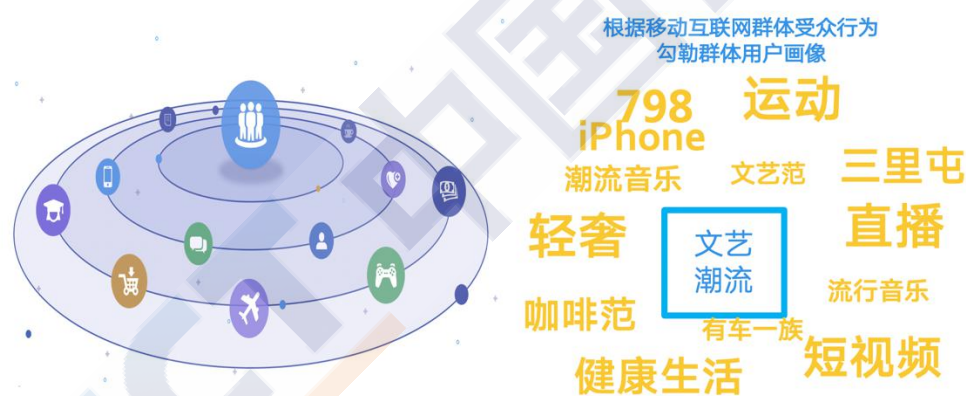 根据移动互联网群体受众行为
勾勒群体用户画像
798
运动
iPhone
潮流音乐
文艺范
三里屯
轻奢
文艺
潮流
直播
流行音乐
咖啡范
有车一族
短视频
健康生活